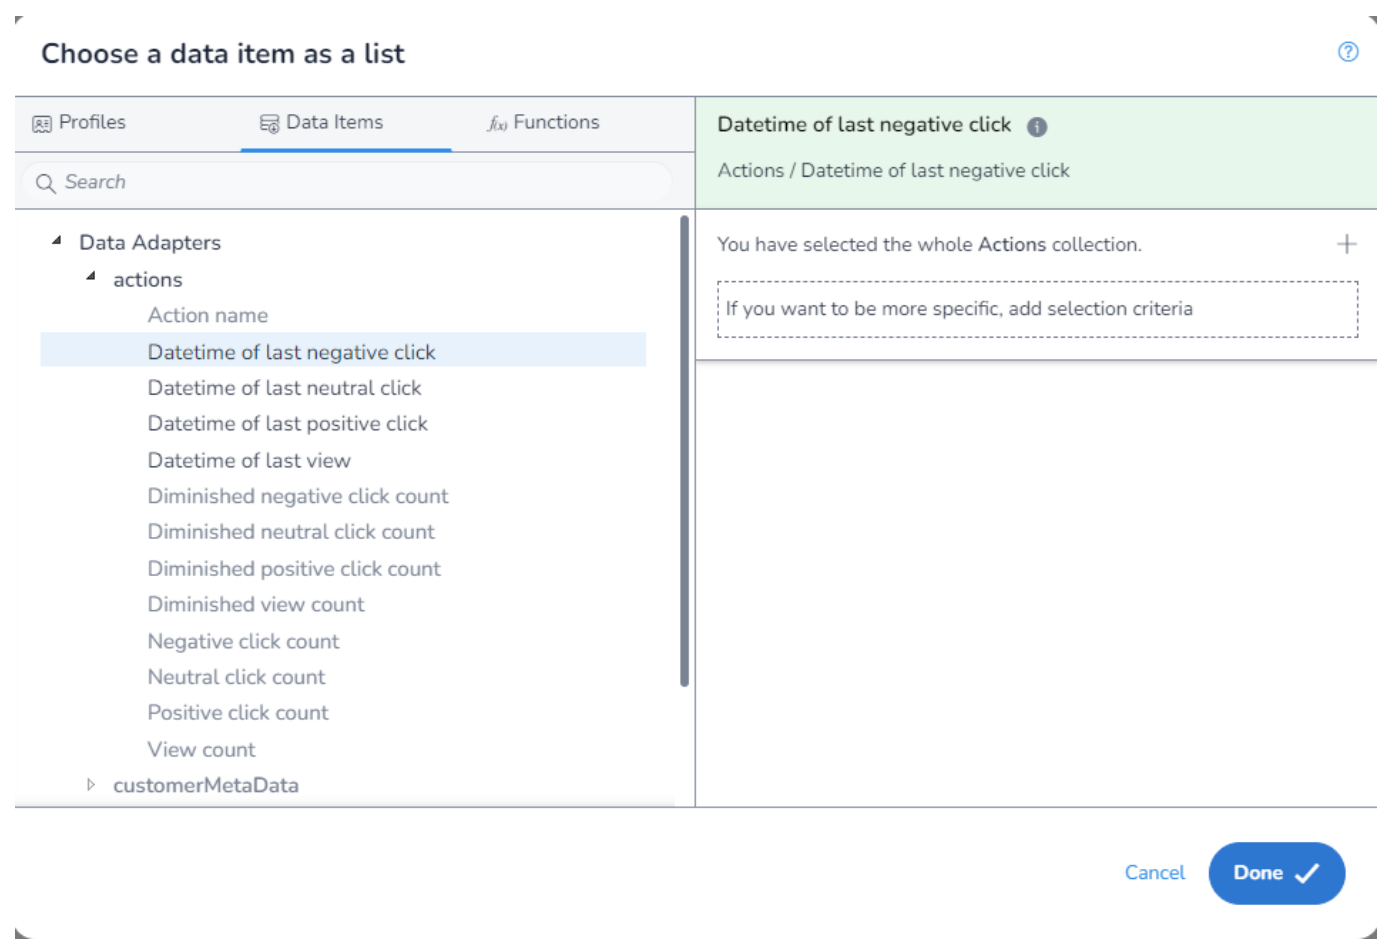 Choose a data item as a list
Profiles
Data Items
f(x) Functions
Search
Data Adapters
actions
Action name
Datetime of last negative click
Datetime of last neutral click
Datetime of last positive click
Datetime of last view
Diminished negative click count
Diminished neutral click count
Diminished positive click count
Diminished view count
Negative click count
Neutral click count
Positive click count
View count
customerMetaData
Datetime of last negative click
Actions / Datetime of last negative click
You have selected the whole Actions collection.
If you want to be more specific, add selection criteria
Cancel
Done